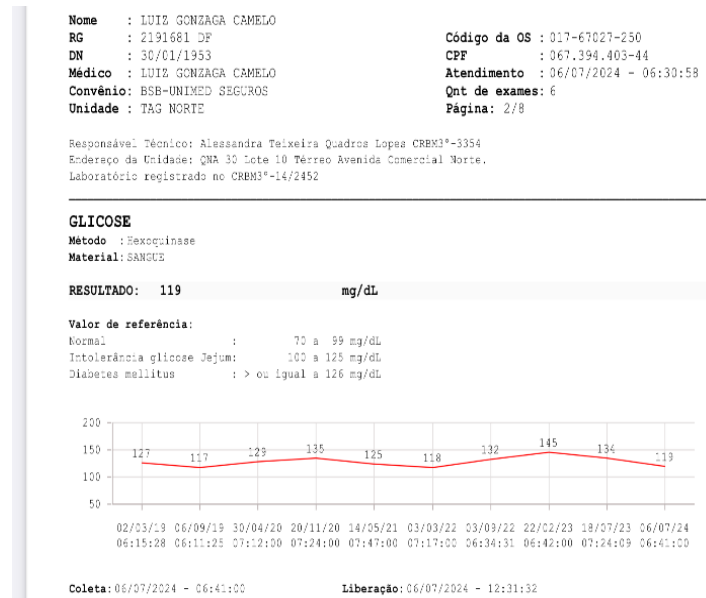 Nome : LUIZ GONZAGA CAMELO
RG : 2191681 DF Código da OS : 017-67027-250
DN : 30/01/1953 CPF : 067.394.403-44
Médico : LUIZ GONZAGA CAMELO Atendimento : 06/07/2024 - 06:30:58
Convênio: BSB-UNIMED SEGUROS Qnt de exames: 6
Unidade : TAG NORTE Página: 2/8
Responsável Técnico: Alessandra Teixeira Quadros Lopes CRBM3º-3354
Endereço da Unidade: QNA 30 Lote 10 Térreo Avenida Comercial Norte.
Laboratório registrado no CRBM3º-14/2452
GLICOSE
Método : Hexoquinase
Material: SANGUE
RESULTADO: 119 mg/dL
Valor de referência:
Normal : 70 a 99 mg/dL
Intolerância glicose Jejum: 100 a 125 mg/dL
Diabetes mellitus : > ou igual a 126 mg/dL
200
150
100
50
127 117 129 135 125 118 132 145 134 119
02/03/19 06/09/19 30/04/20 20/11/20 14/05/21 03/03/22 03/09/22 22/02/23 18/07/23 06/07/24
06:15:28 06:11:25 07:12:00 07:24:00 07:47:00 07:17:00 06:34:31 06:42:00 07:24:09 06:41:00
Coleta: 06/07/2024 - 06:41:00 Liberação: 06/07/2024 - 12:31:32